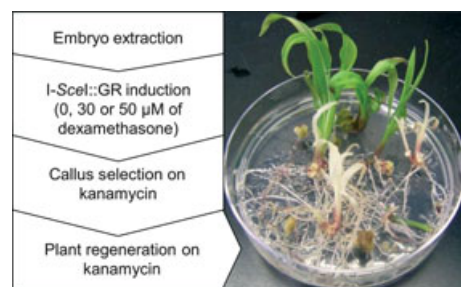 Embryo extraction
I-SceI::GR induction
(0, 30 or 50 µM of
dexamethasone)
Callus selection on
kanamycin
Plant regeneration on
kanamycin